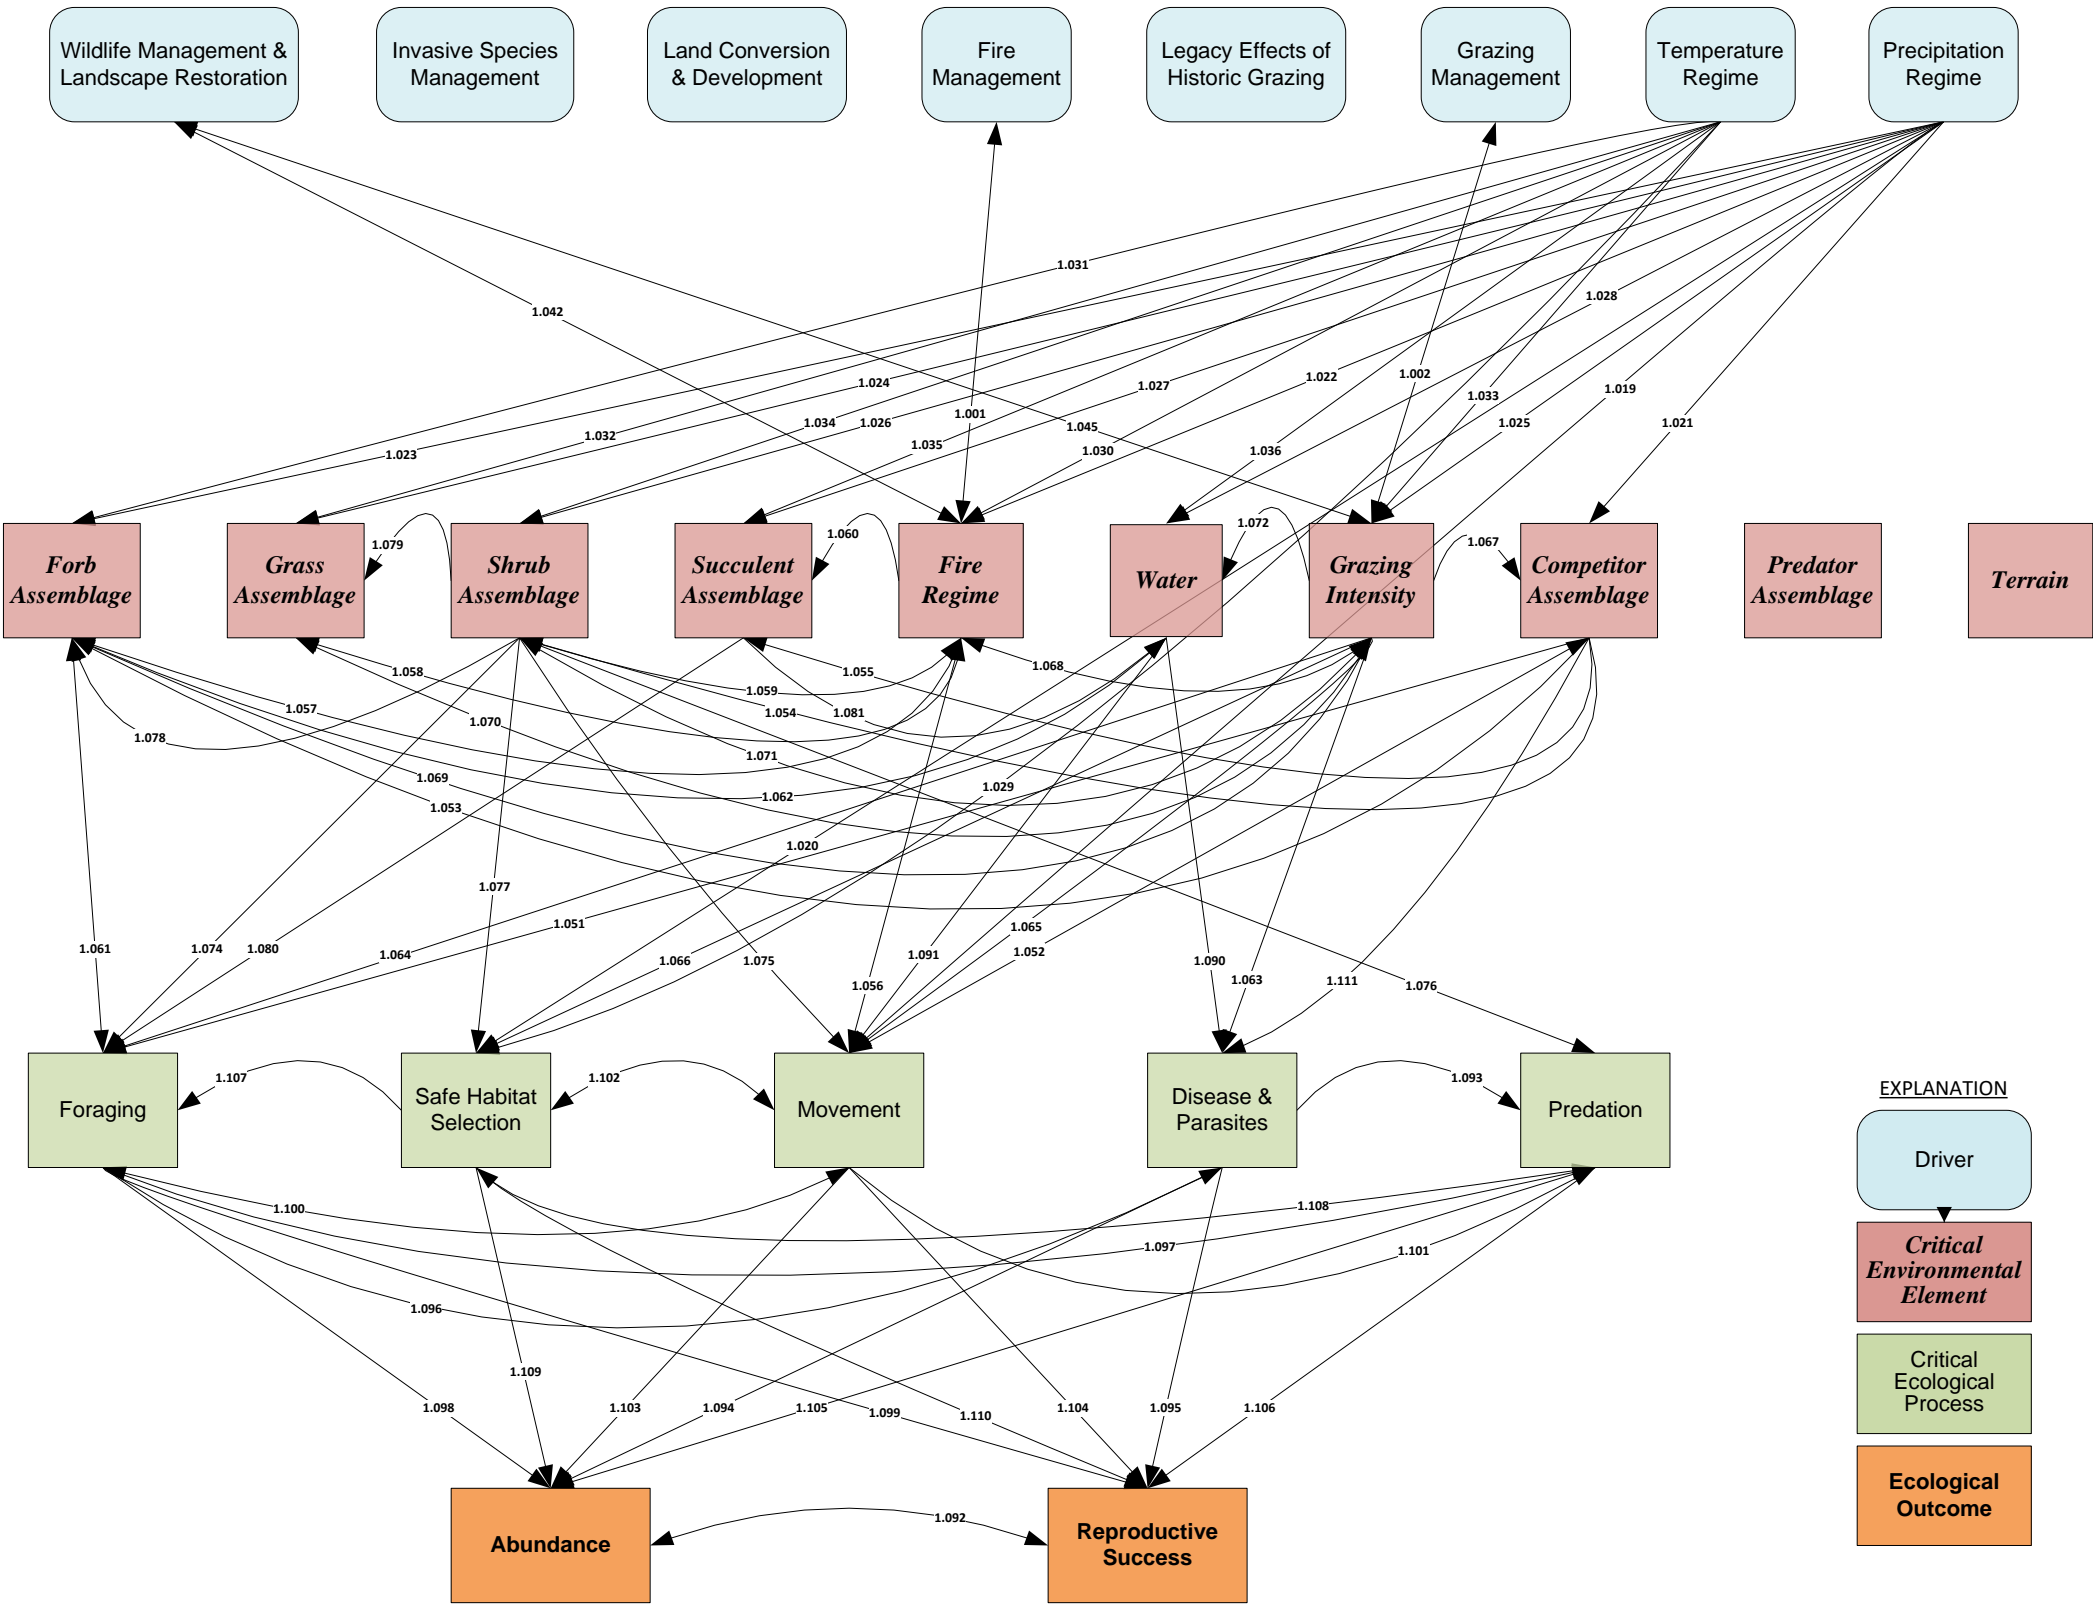 Wildlife Management &
Landscape Restoration
Invasive Species
Management
Land Conversion
& Development
Fire
Management
Legacy Effects of
Historic Grazing
Grazing
Management
Temperature
Regime
Precipitation
Regime
1.031
1.028
1.042
1.002
1.022
1.024
1.027
1.019
1.033
1.001
1.034
1.026
1.025
1.021
1.045
1.032
1.035
1.030
1.036
1.023
1.072
1.060
1.067
1.079
Forb
Assemblage
Grass
Assemblage
Shrub
Assemblage
Succulent
Assemblage
Fire
Regime
Water
Grazing
Intensity
Competitor
Assemblage
Predator
Assemblage
Terrain
1.058
1.068
1.055
1.059
1.057
1.054
1.081
1.070
1.078
1.071
1.069
1.029
1.062
1.053
1.020
1.077
1.051
1.065
1.061
1.074
1.080
1.064
1.091
1.052
1.066
1.075
1.090
1.063
1.111
1.056
1.076
1.107
1.102
1.093
Foraging
Safe Habitat
Selection
Movement
Disease &
Parasites
Predation
1.100
1.108
1.097
1.101
1.096
1.109
1.098
1.103
1.094
1.105
1.099
1.110
1.104
1.095
1.106
Abundance
1.092
Reproductive
Success
EXPLANATION
Driver
Critical
Environmental
Element
Critical
Ecological
Process
Ecological
Outcome